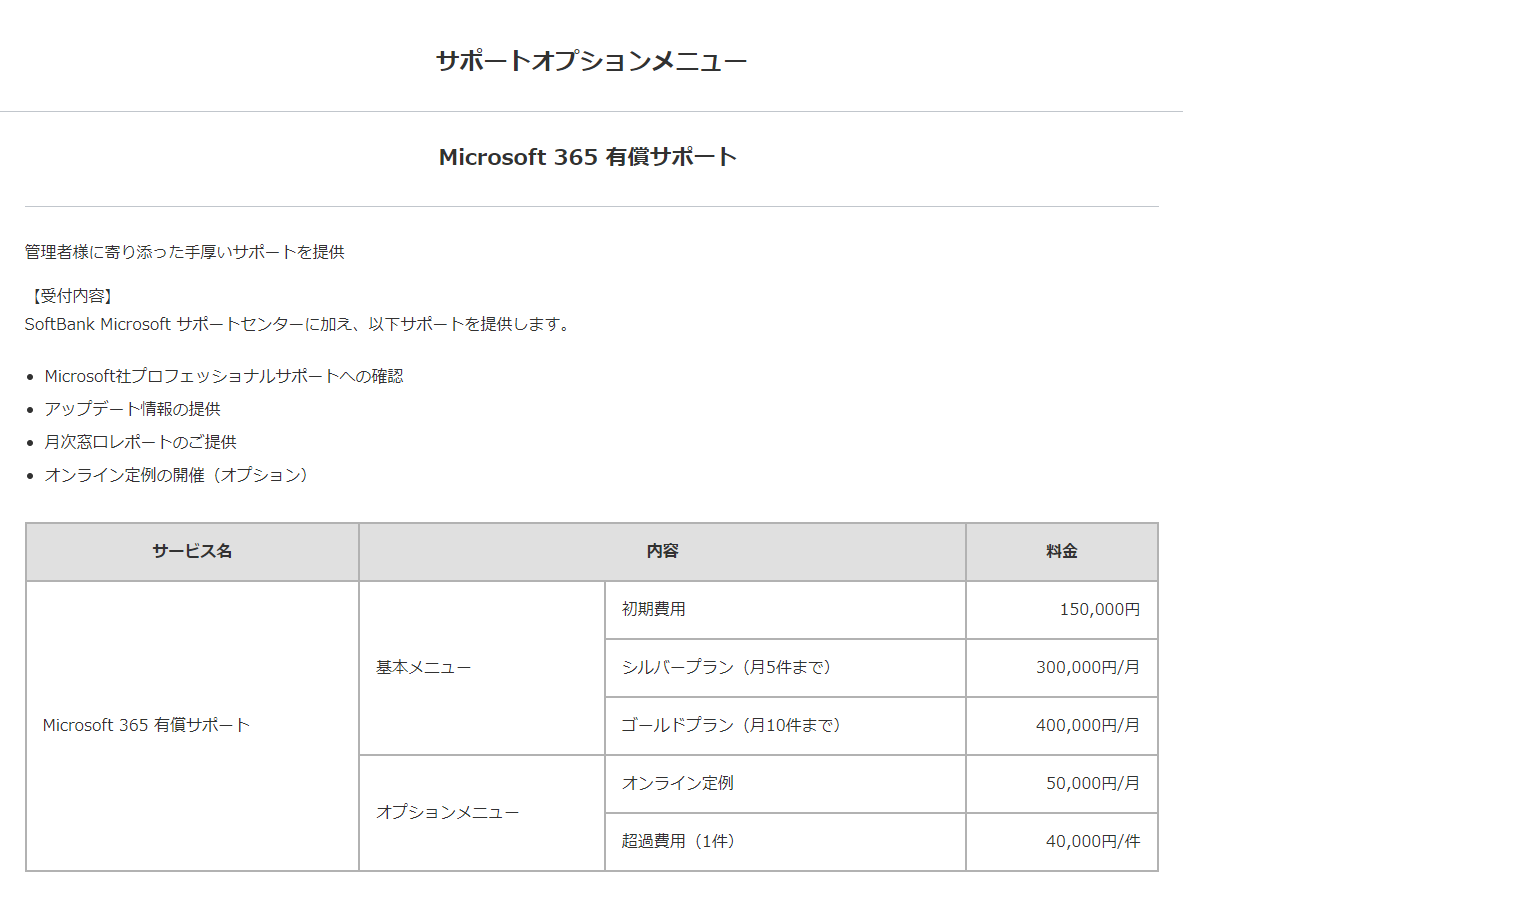 サポートオプションメニュー
Microsoft 365 有償サポート
管理者様に寄り添った手厚いサポートを提供
【受付内容】
SoftBank Microsoft サポートセンターに加え、以下サポートを提供します。
• Microsoft社プロフェッショナルサポートへの確認
• アップデート情報の提供
• 月次窓口レポートのご提供
• オンライン定例の開催（オプション）
サービス名 内容 料金
Microsoft 365 有償サポート
基本メニュー
初期費用 150,000円
シルバープラン（月5件まで） 300,000円/月
ゴールドプラン（月10件まで） 400,000円/月
オプションメニュー
オンライン定例 50,000円/月
超過費用（1件） 40,000円/件